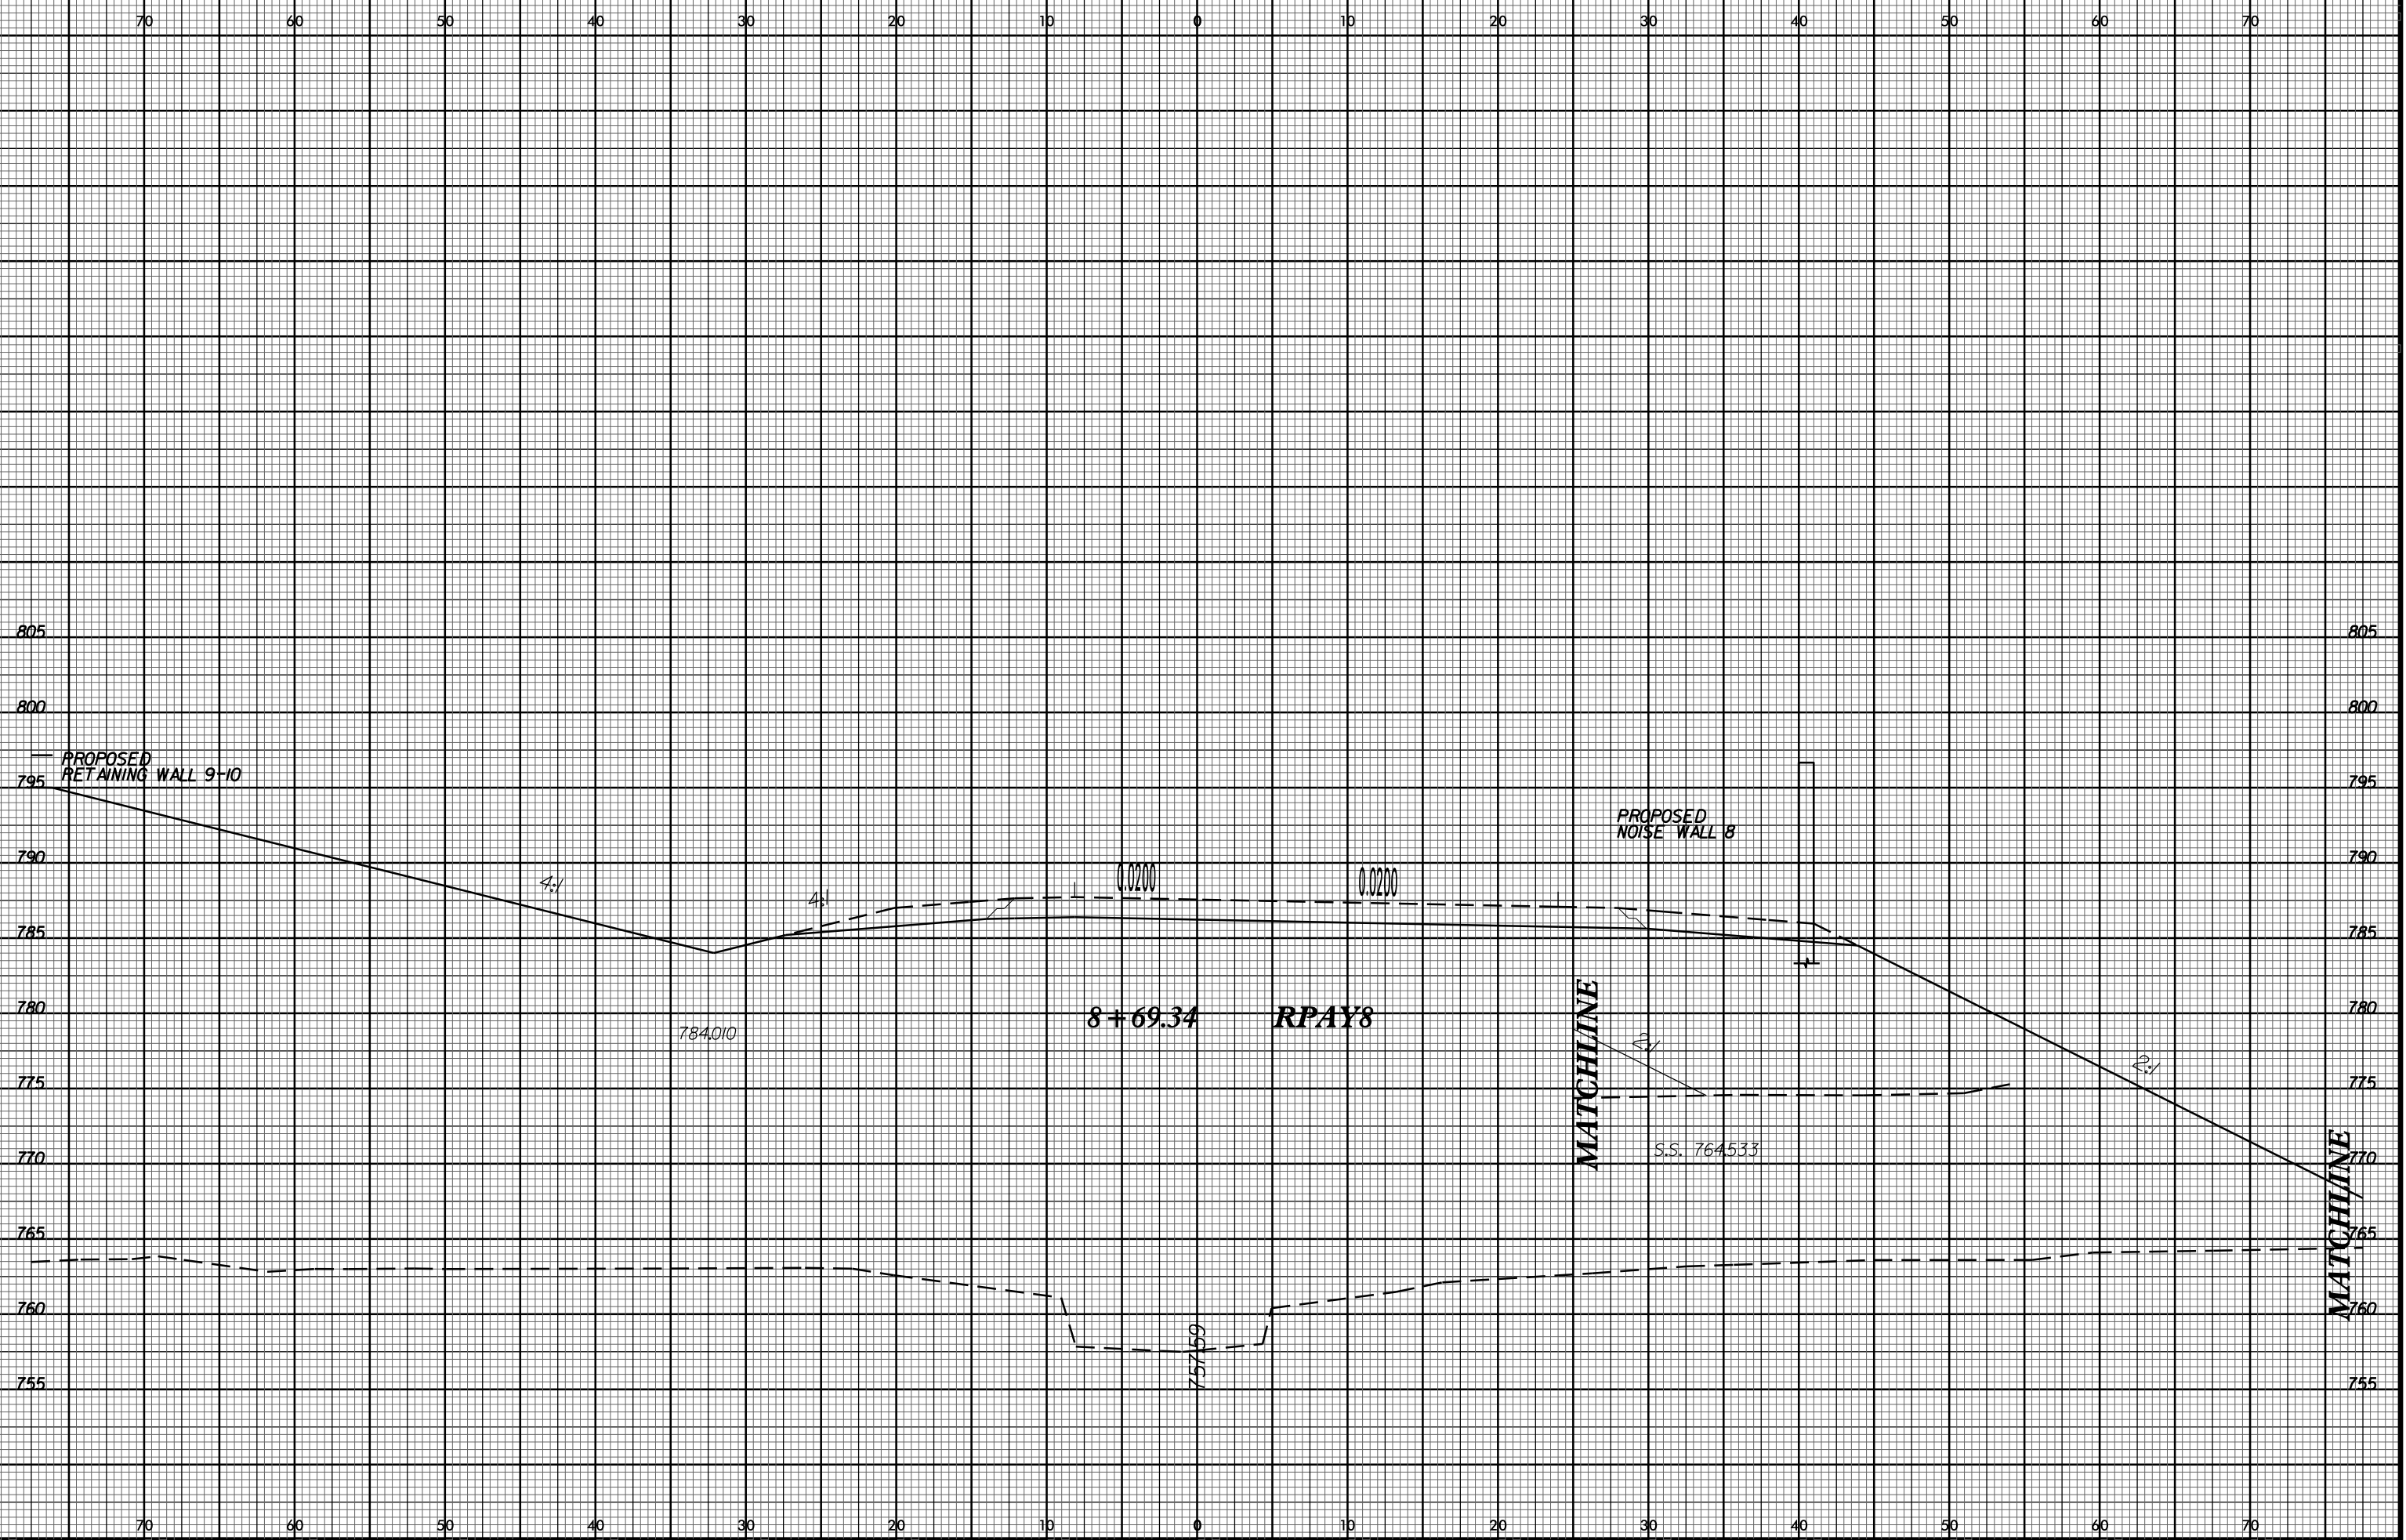 70 60 50 40 30 20 10 0 10 20 30 40 50 60 70
805 805
800 800
PROPOSED
RETAINING WALL 9-10
795 795
PROPOSED
NOISE WALL 8
790 790
4:1 4:1 0.0200 0.0200
785 785
780 780
8+69.34 RPAY8
784.010
MATCHLINE
2:1
2:1
775 775
S.S. 764.533
770 770
MATCHLINE
765 765
760 760
757.59
755 755
70 60 50 40 30 20 10 0 10 20 30 40 50 60 70